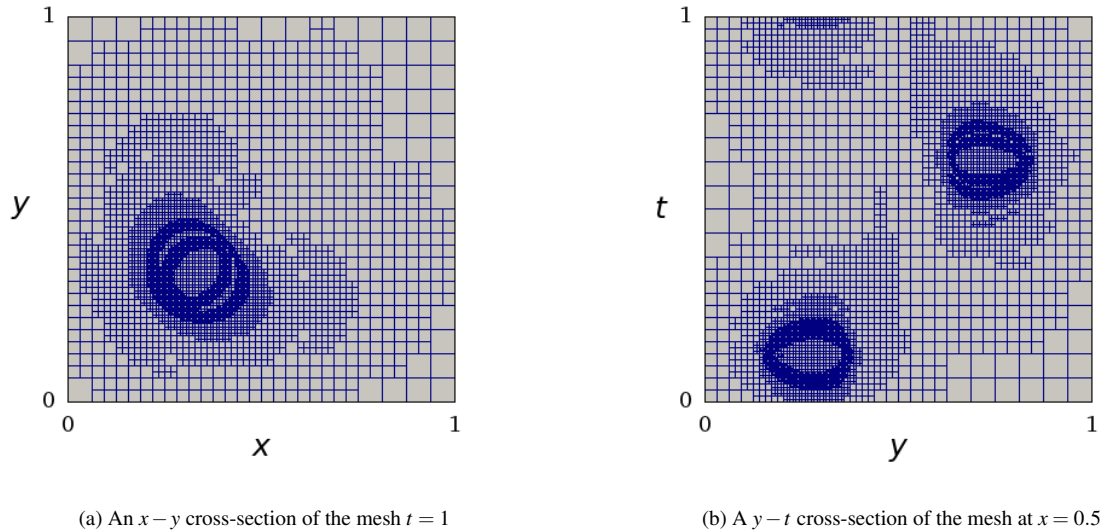 1
y
0
0
x
1
(a) An x − y cross-section of the mesh t = 1
1
t
0
0
y
1
(b) A y − t cross-section of the mesh at x = 0.5